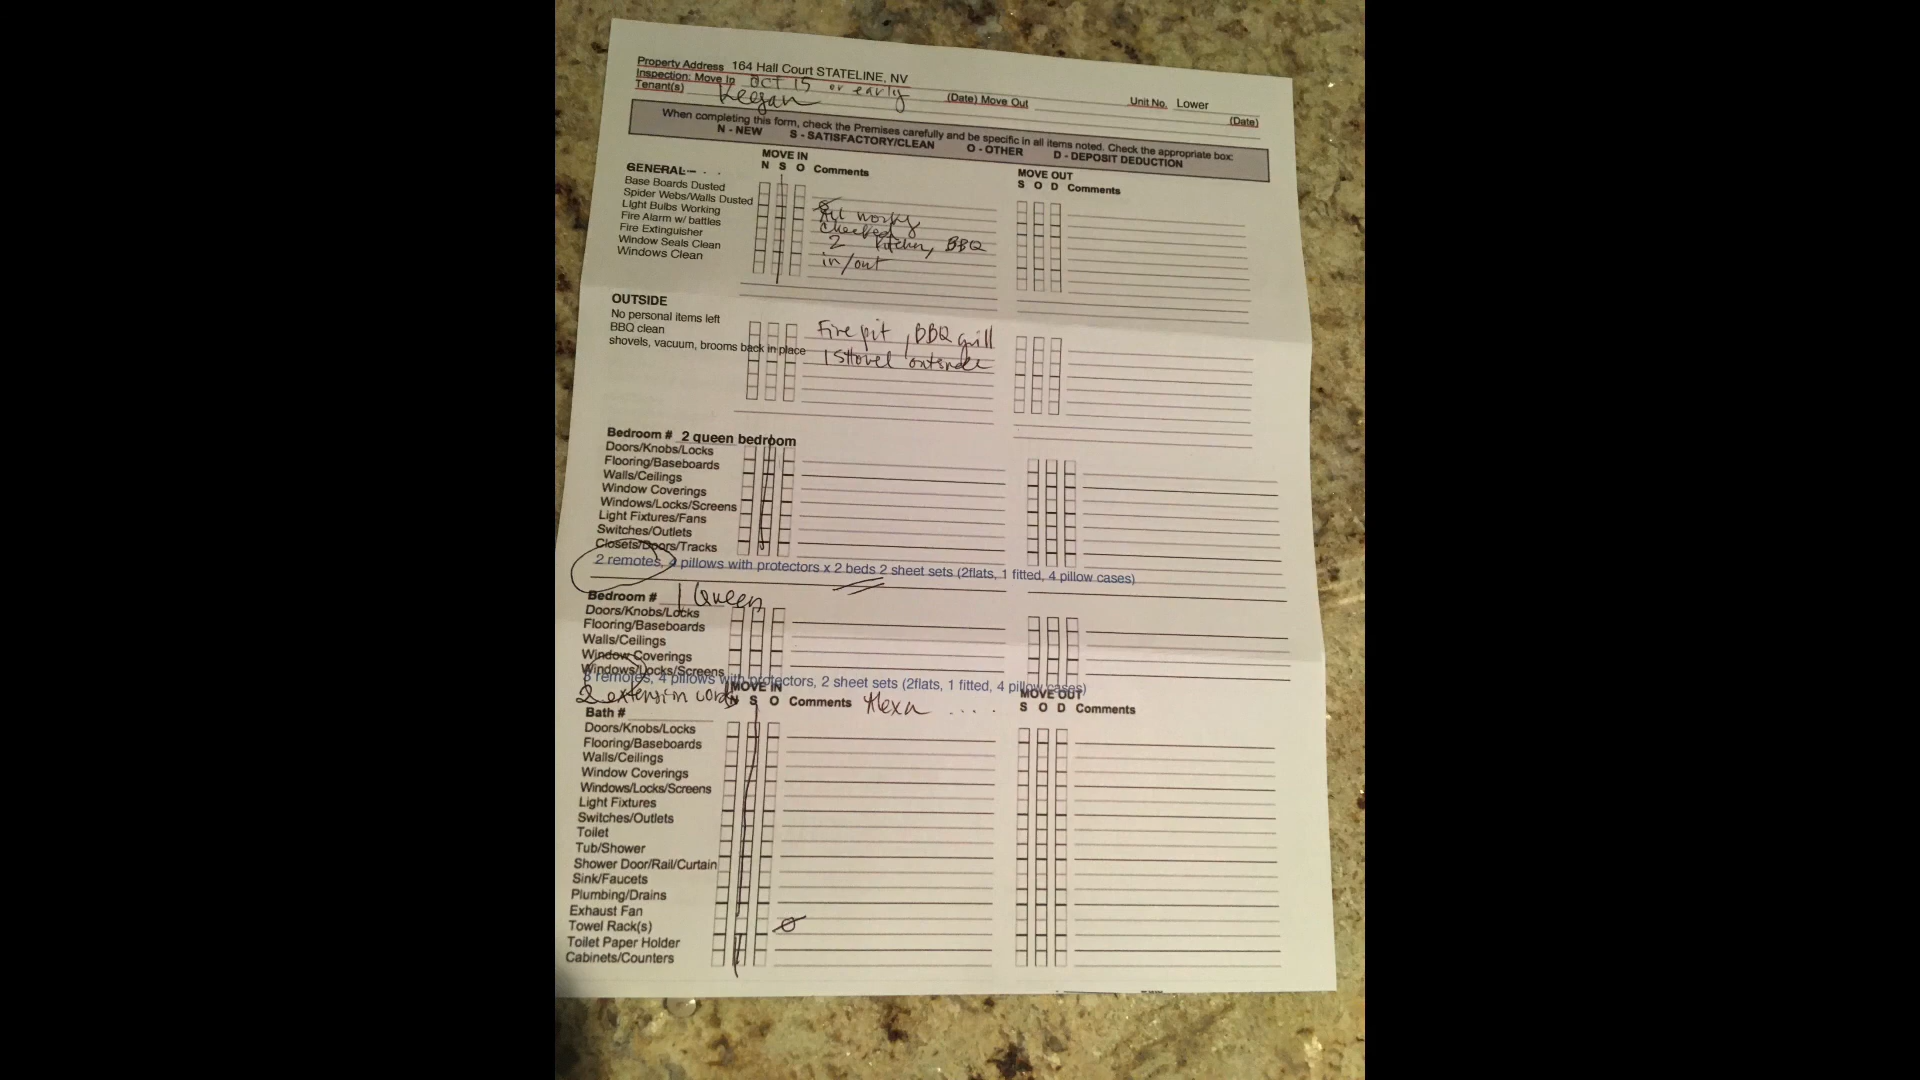 Property Address 164 Hall Court STATELINE, NV
Unit No. Lower
Inspection: Move In Oct 15 or early (Date) Move Out (Date)
Tenant(s) Keegan
When completing this form, check the Premises carefully and be specific in all items noted. Check the appropriate box:
N - NEW S - SATISFACTORY/CLEAN O - OTHER D - DEPOSIT DEDUCTION
MOVE IN MOVE OUT
N S O Comments S O D Comments
GENERAL
Base Boards Dusted
Spider Webs/Walls Dusted
Light Bulbs Working All works
Fire Alarm w/ batties Checked
Fire Extinguisher 2 kitchen, BBQ
Window Seals Clean in/out
Windows Clean
OUTSIDE
No personal items left Fire pit, BBQ grill
BBQ clean
shovels, vacuum, brooms back in place 1 SHovel outside
Bedroom # 2 queen bedroom
Doors/Knobs/Locks
Flooring/Baseboards
Walls/Ceilings
Window Coverings
Windows/Locks/Screens
Light Fixtures/Fans
Switches/Outlets
Closets/Doors/Tracks
2 remotes, pillows with protectors x 2 beds 2 sheet sets (2flats, 1 fitted, 4 pillow cases)
Bedroom # 1 Queen
Doors/Knobs/Locks
Flooring/Baseboards
Walls/Ceilings
Window Coverings
Windows/Locks/Screens
remotes, 4 pillows with protectors, 2 sheet sets (2flats, 1 fitted, 4 pillow cases)
2 extension cords
MOVE IN MOVE OUT
N S O Comments Alexa .... S O D Comments
Bath #
Doors/Knobs/Locks
Flooring/Baseboards
Walls/Ceilings
Window Coverings
Windows/Locks/Screens
Light Fixtures
Switches/Outlets
Toilet
Tub/Shower
Shower Door/Rail/Curtain
Sink/Faucets
Plumbing/Drains
Exhaust Fan
Towel Rack(s)
Toilet Paper Holder
Cabinets/Counters